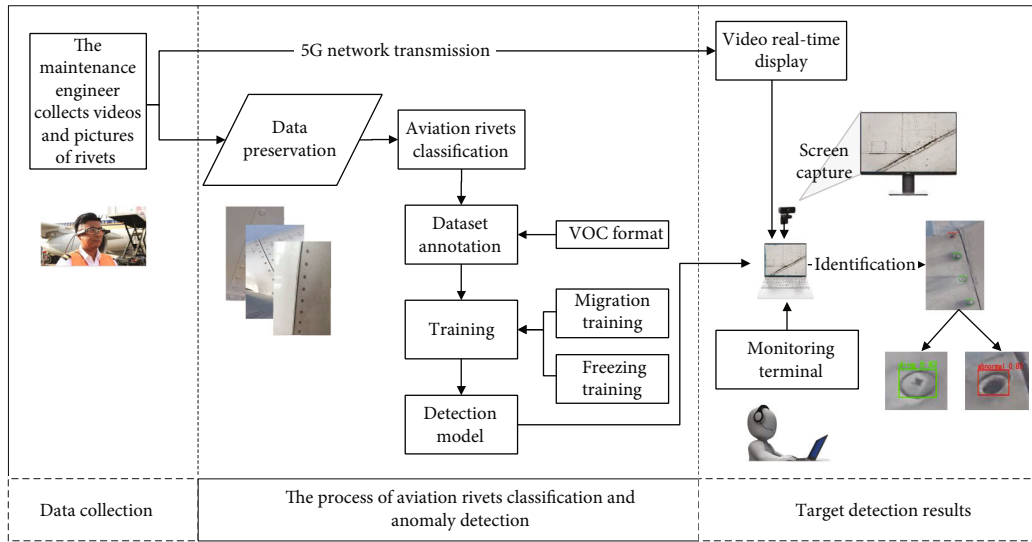 The
maintenance
engineer
collects videos
and pictures
of rivets
5G network transmission
Video real-time
display
Data
preservation
Aviation rivets
classification
Screen
capture
Dataset
annotation
VOC format
Identification
Training
Migration
training
Freezing
training
Monitoring
terminal
Detection
model
Data collection
The process of aviation rivets classification and
anomaly detection
Target detection results